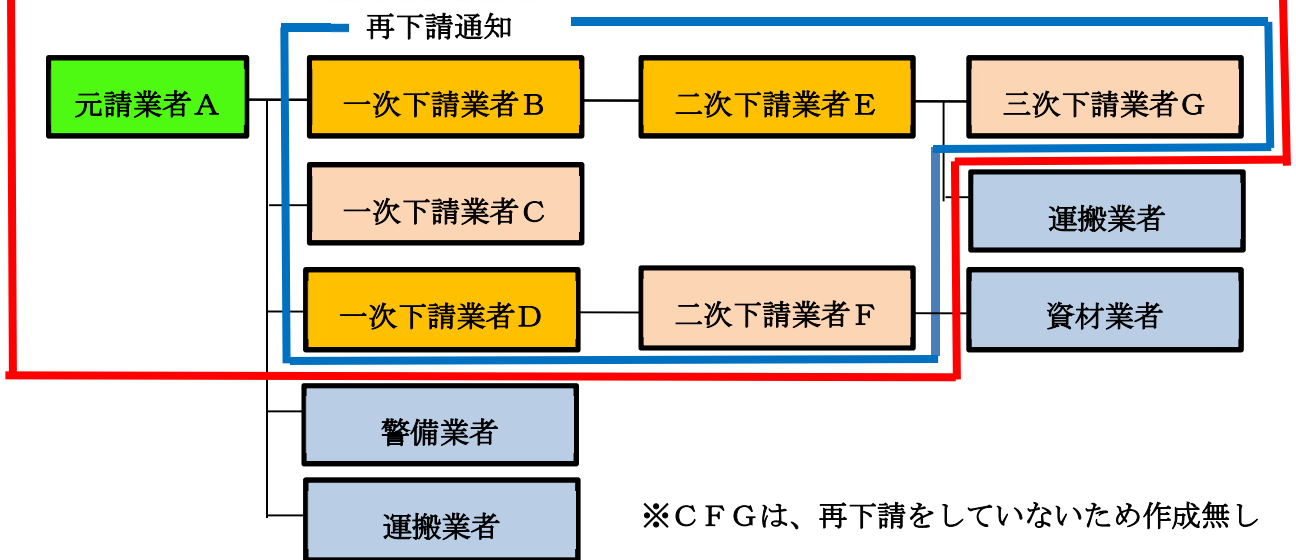 再下請通知
元請業者A
一次下請業者B
二次下請業者E
三次下請業者G
一次下請業者C
運搬業者
一次下請業者D
二次下請業者F
資材業者
警備業者
運搬業者
※CFGは、再下請をしていないため作成無し